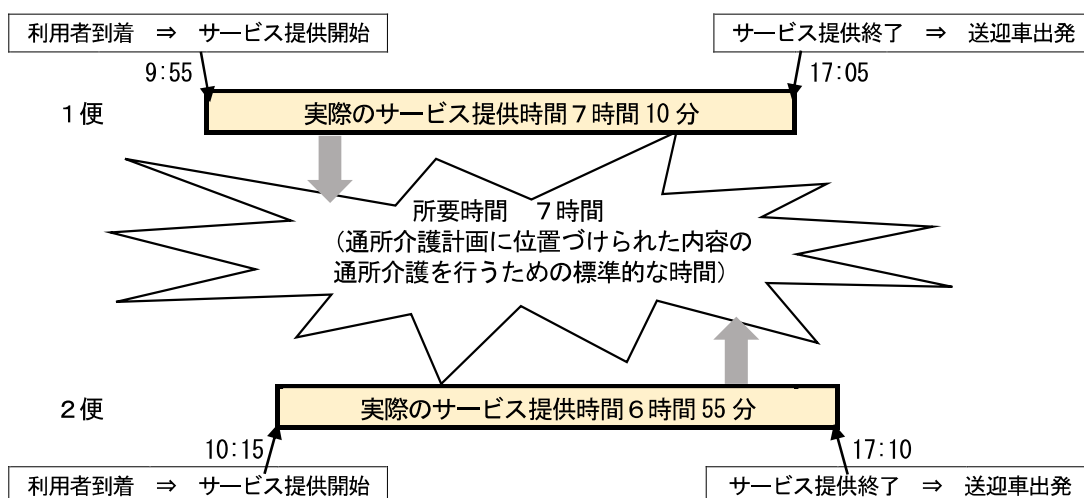 利用者到着　⇒　サービス提供開始
サービス提供終了　⇒　送迎車出発
9:55
17:05
１便
実際のサービス提供時間７時間 10 分
所要時間　７時間
（通所介護計画に位置づけられた内容の
通所介護を行うための標準的な時間）
２便
実際のサービス提供時間６時間 55 分
10:15
17:10
利用者到着　⇒　サービス提供開始
サービス提供終了　⇒　送迎車出発